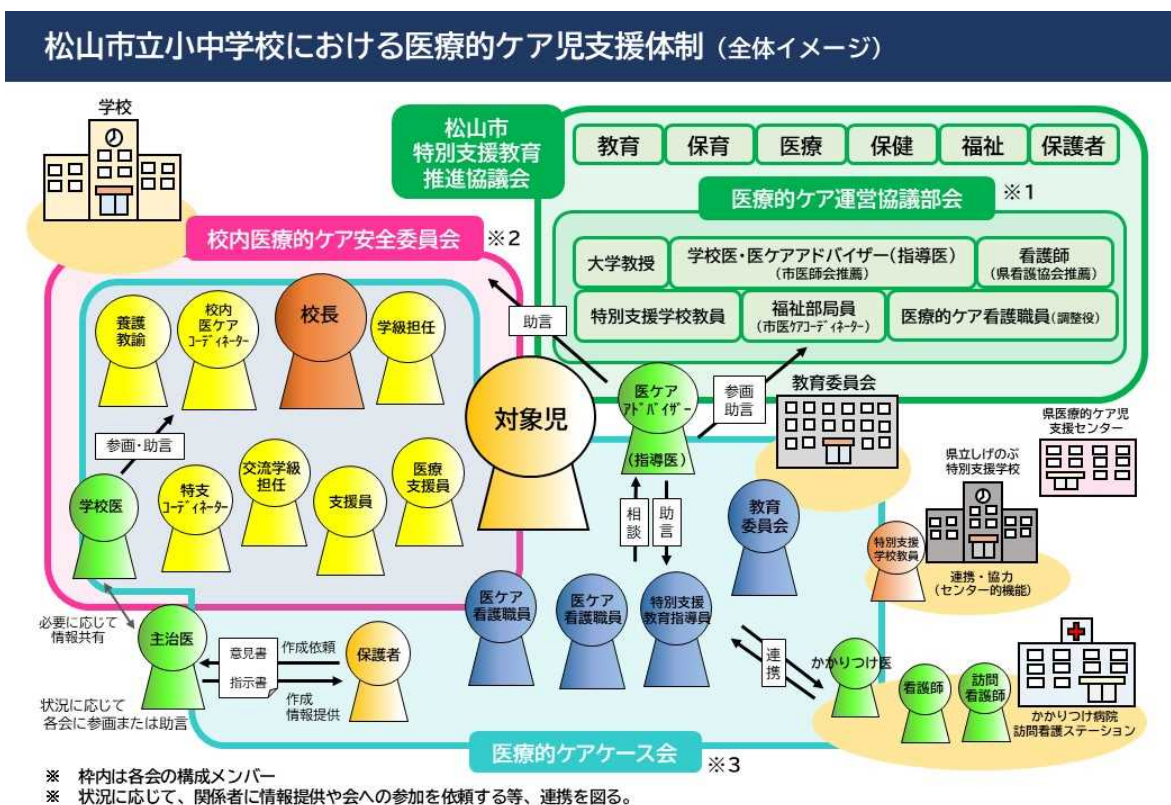 松山市立小中学校における医療的ケア児支援体制（全体イメージ）
学校
松山市
特別支援教育
推進協議会
教育
保育
医療
保健
福祉
保護者
医療的ケア運営協議部会
※1
大学教授
学校医・医ケアアドバイザー（指導医）
（市医師会推薦）
看護師
（県看護協会推薦）
特別支援学校教員
福祉部局員
（市医ｹｱｺｰﾃﾞｨﾈｰﾀｰ）
医療的ケア看護職員（調整役）
校内医療的ケア安全委員会
※2
養護
教諭
校内
医ケア
ｺｰﾃﾞｨﾈｰﾀｰ
校長
学級担任
助言
対象児
医ケア
ｱﾄﾞﾊﾞｲｻﾞｰ
（指導医）
参画
助言
教育委員会
県医療的ケア児
支援センター
県立しげのぶ
特別支援学校
参画・助言
学校医
特支
ｺｰﾃﾞｨﾈｰﾀｰ
交流学級
担任
支援員
医療
支援員
相談
助言
教育
委員会
特別支援
学校教員
連携・協力
（センター的機能）
医ケア
看護職員
医ケア
看護職員
特別支援
教育指導員
必要に応じて
情報共有
主治医
意見書
作成依頼
指示書
作成
情報提供
保護者
連携
かかりつけ医
看護師
訪問
看護師
かかりつけ病院
訪問看護ステーション
状況に応じて
各会に参画または助言
医療的ケアケース会
※3
※　枠内は各会の構成メンバー
※　状況に応じて、関係者に情報提供や会への参加を依頼する等、連携を図る。